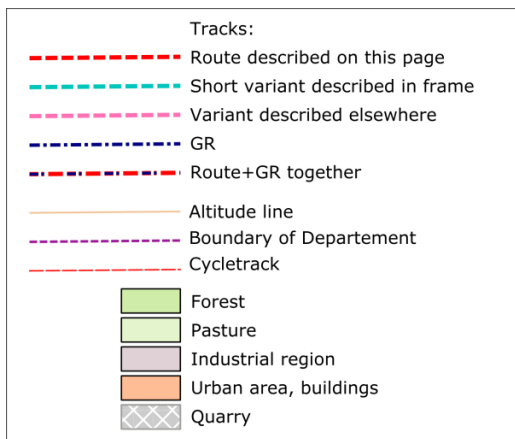 Tracks:
Route described on this page
Short variant described in frame
Variant described elsewhere
GR
Route+GR together
Altitude line
Boundary of Departement
Cycletrack
Forest
Pasture
Industrial region
Urban area, buildings
Quarry